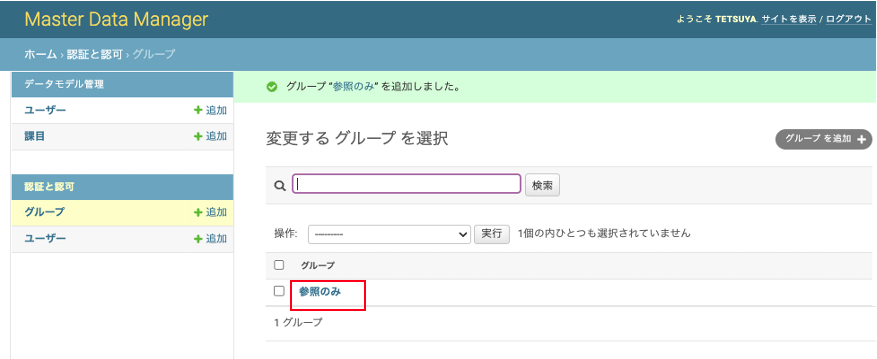 Master Data Manager
ようこそ TETSUYA. サイトを表示 / ログアウト
ホーム › 認証と認可 › グループ
データモデル管理
ユーザー + 追加
課目 + 追加
認証と認可
グループ + 追加
ユーザー + 追加
グループ “参照のみ” を追加しました。
変更する グループ を選択
グループ を追加 +
検索
操作: --------- 実行 1個の内ひとつも選択されていません
グループ
参照のみ
1 グループ